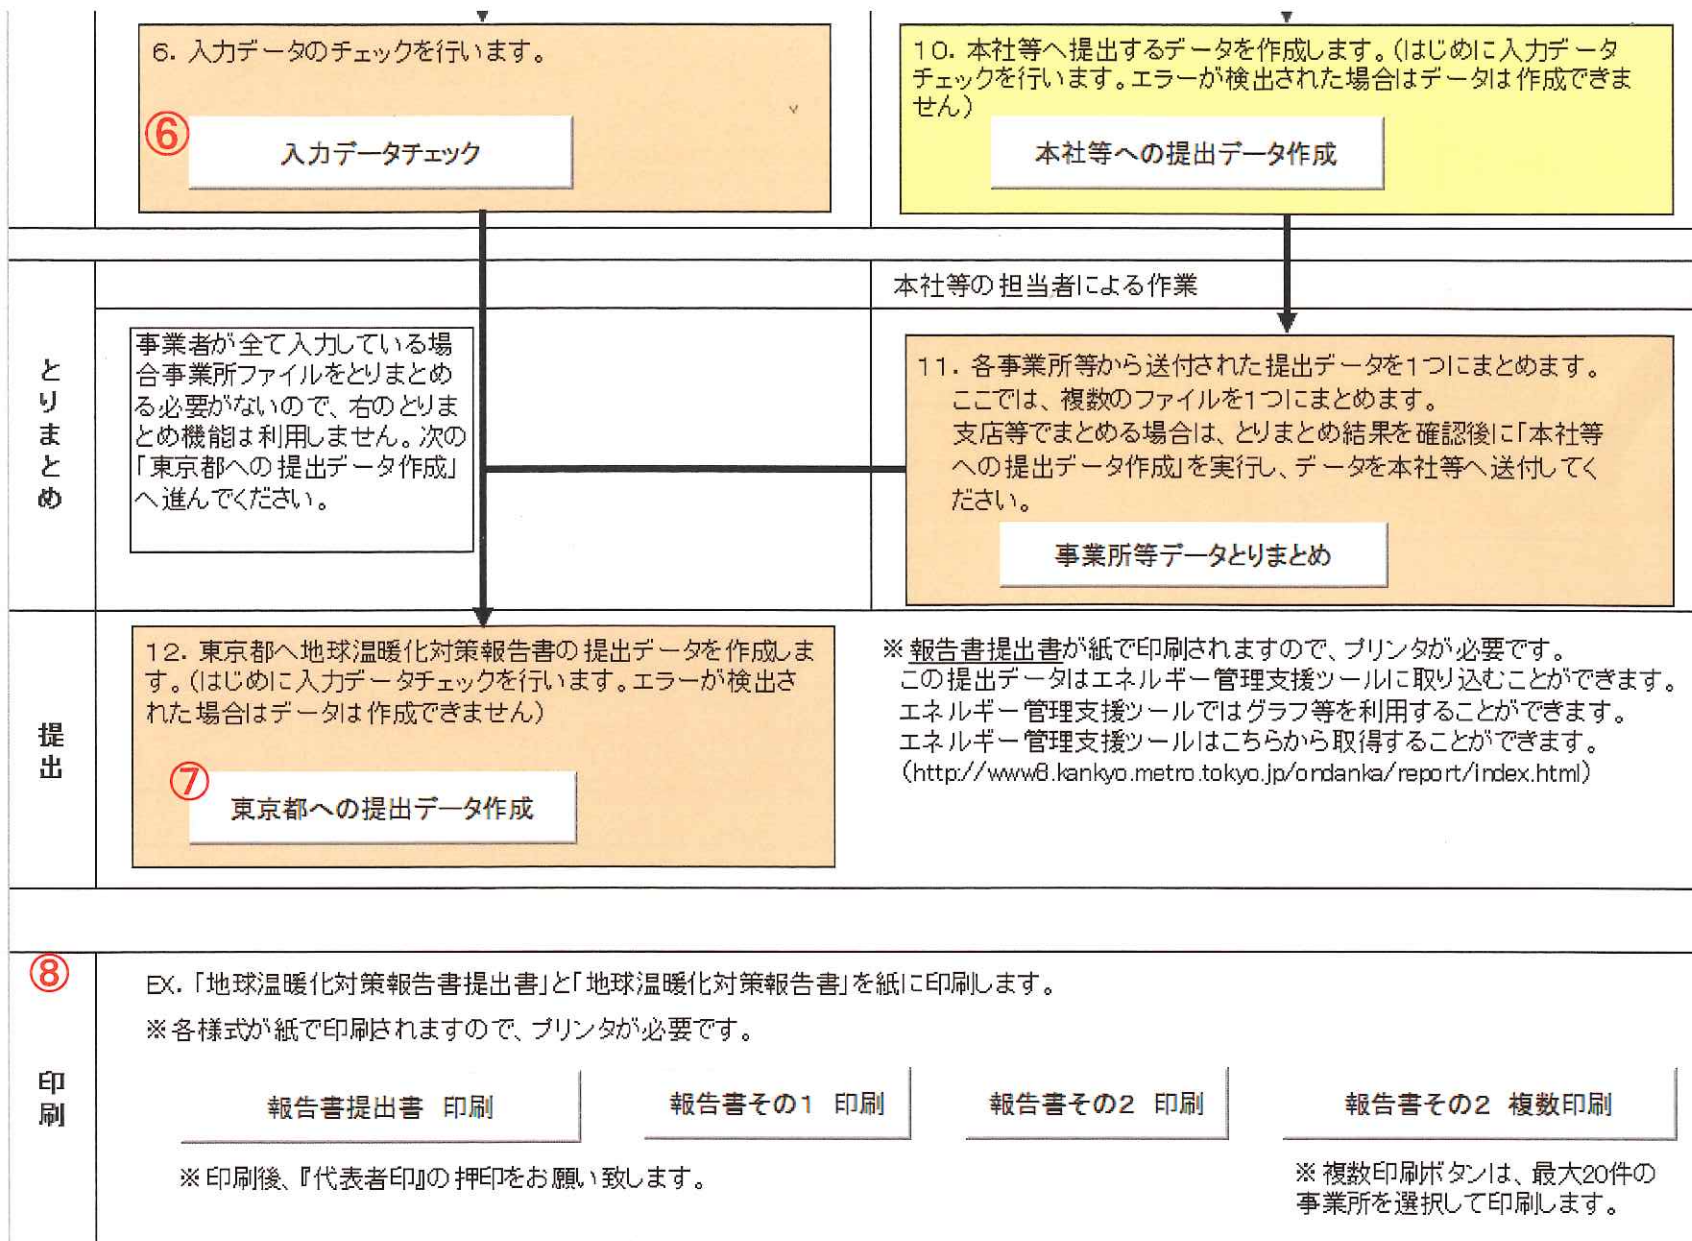 6. 入力データのチェックを行います。
⑥
入力データチェック
10. 本社等へ提出するデータを作成します。(はじめに入力データ
チェックを行います。エラーが検出された場合はデータは作成できま
せん)
本社等への提出データ作成
とりまとめ
本社等の担当者による作業
事業者が全て入力している場
合事業所ファイルをとりまとめ
る必要がないので、右のとりま
とめ機能は利用しません。次の
「東京都への提出データ作成」
へ進んでください。
11. 各事業所等から送付された提出データを1つにまとめます。
ここでは、複数のファイルを1つにまとめます。
支店等でまとめる場合は、とりまとめ結果を確認後に「本社等
への提出データ作成」を実行し、データを本社等へ送付してく
ださい。
事業所等データとりまとめ
提出
12. 東京都へ地球温暖化対策報告書の提出データを作成しま
す。(はじめに入力データチェックを行います。エラーが検出さ
れた場合はデータは作成できません)
⑦
東京都への提出データ作成
※報告書提出書が紙で印刷されますので、プリンタが必要です。
この提出データはエネルギー管理支援ツールに取り込むことができます。
エネルギー管理支援ツールではグラフ等を利用することができます。
エネルギー管理支援ツールはこちらから取得することができます。
(http://www8.kankyo.metro.tokyo.jp/ondanka/report/index.html)
⑧
印刷
EX.「地球温暖化対策報告書提出書」と「地球温暖化対策報告書」を紙に印刷します。
※各様式が紙で印刷されますので、プリンタが必要です。
報告書提出書 印刷
報告書その1 印刷
報告書その2 印刷
報告書その2 複数印刷
※印刷後、『代表者印』の押印をお願い致します。
※複数印刷ボタンは、最大20件の
事業所を選択して印刷します。